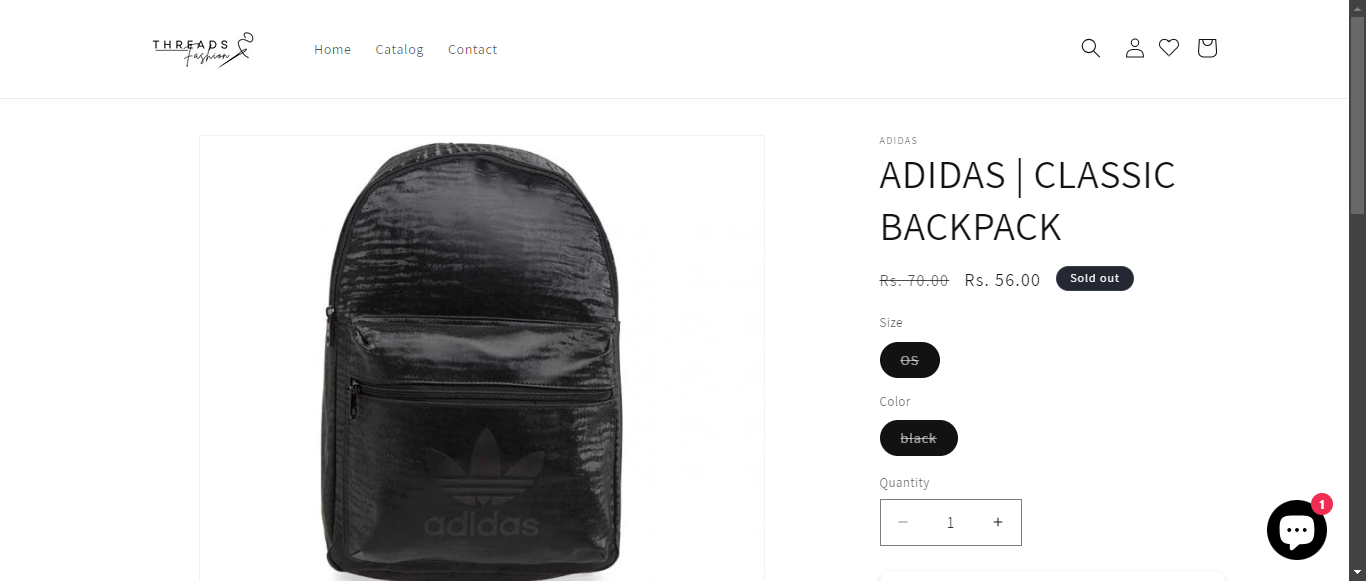 THREADS
Fashion
Home Catalog Contact
ADIDAS
ADIDAS | CLASSIC
BACKPACK
Rs. 70.00 Rs. 56.00 Sold out
Size
OS
Color
black
Quantity
− 1 +
adidas
1